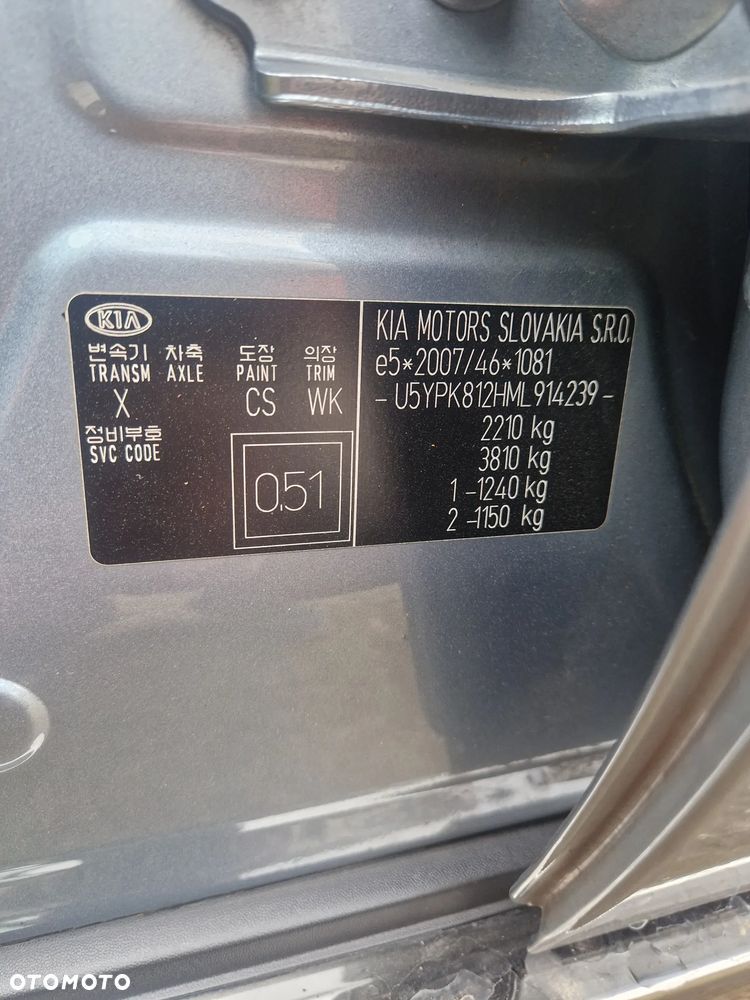 KIA
변속기 차축 도장 의장
TRANSM AXLE PAINT TRIM
X CS WK
정비부호
SVC CODE
0.51
KIA MOTORS SLOVAKIA S.R.O.
e5*2007/46*1081
- U5YPK812HML914239 -
2210 kg
3810 kg
1 -1240 kg
2 -1150 kg
OTOMOTO